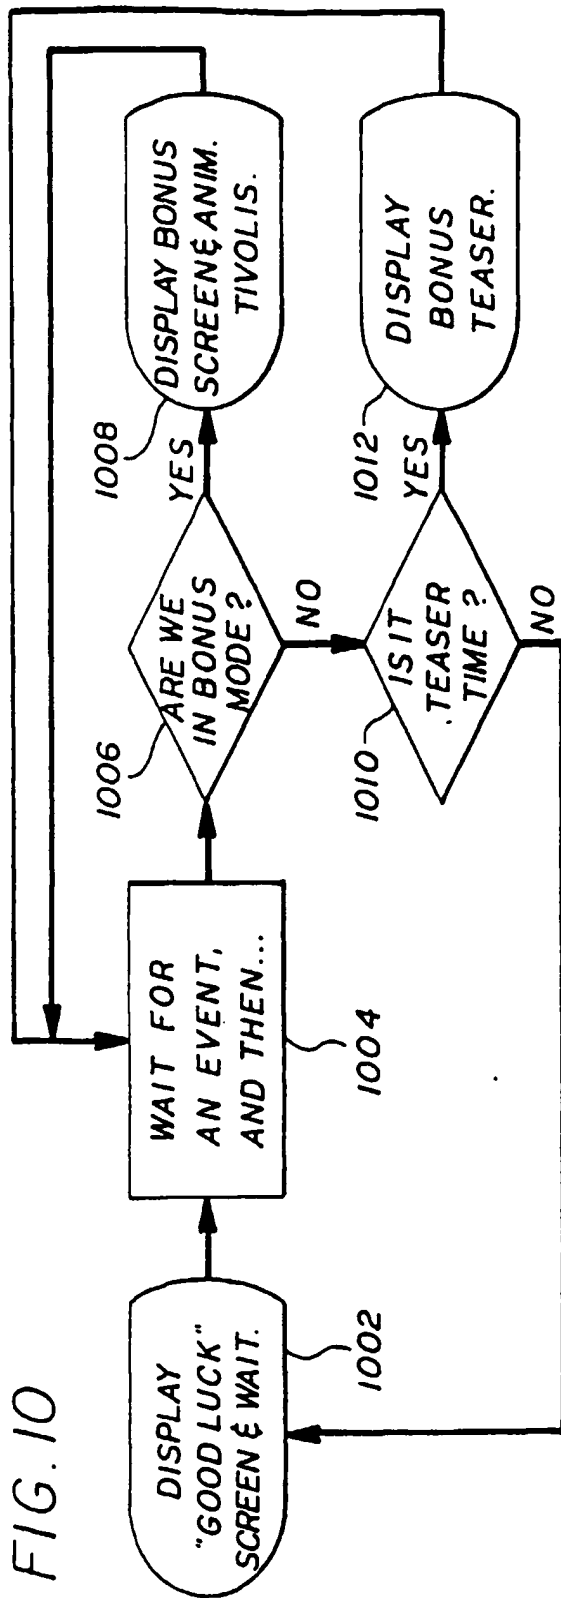 FIG. 10
DISPLAY
"GOOD LUCK"
SCREEN & WAIT.
1002
WAIT FOR
AN EVENT,
AND THEN...
1004
ARE WE
IN BONUS
MODE?
1006
YES
NO
DISPLAY BONUS
SCREEN & ANIM.
TIVOLIS.
1008
IS IT
TEASER
TIME?
1010
YES
NO
DISPLAY
BONUS
TEASER.
1012